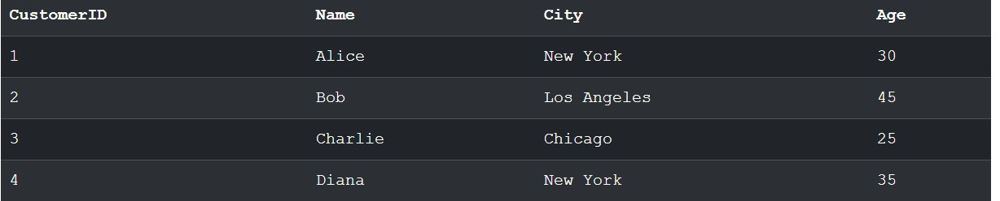 CustomerID Name City Age
1 Alice New York 30
2 Bob Los Angeles 45
3 Charlie Chicago 25
4 Diana New York 35